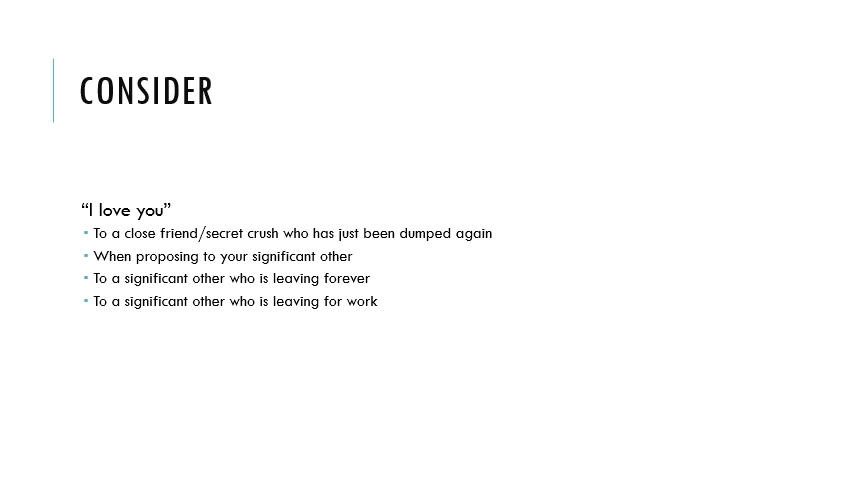 CONSIDER
“I love you”
▪ To a close friend/secret crush who has just been dumped again
▪ When proposing to your significant other
▪ To a significant other who is leaving forever
▪ To a significant other who is leaving for work